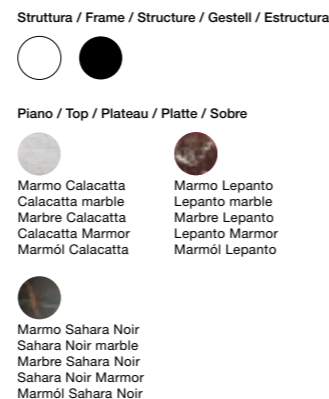 Struttura / Frame / Structure / Gestell / Estructura
Piano / Top / Plateau / Platte / Sobre
Marmo Calacatta
Calacatta marble
Marbre Calacatta
Calacatta Marmor
Marmól Calacatta
Marmo Lepanto
Lepanto marble
Marbre Lepanto
Lepanto Marmor
Marmól Lepanto
Marmo Sahara Noir
Sahara Noir marble
Marbre Sahara Noir
Sahara Noir Marmor
Marmól Sahara Noir